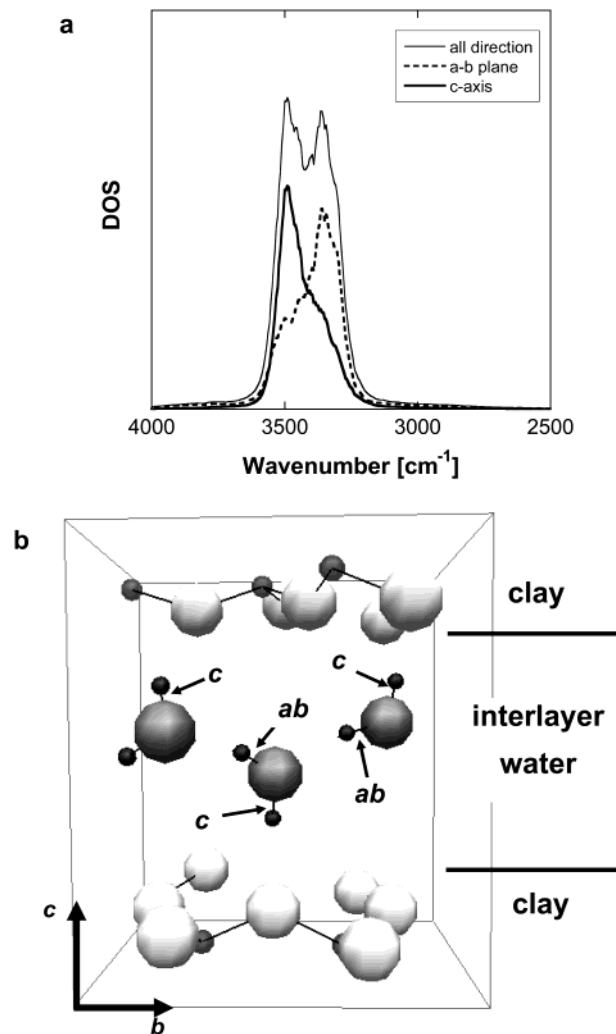 a
all direction
a-b plane
c-axis
DOS
4000 3500 3000 2500
Wavenumber [cm⁻¹]
b
clay
c
c
ab
interlayer
water
ab
c
clay
c
b